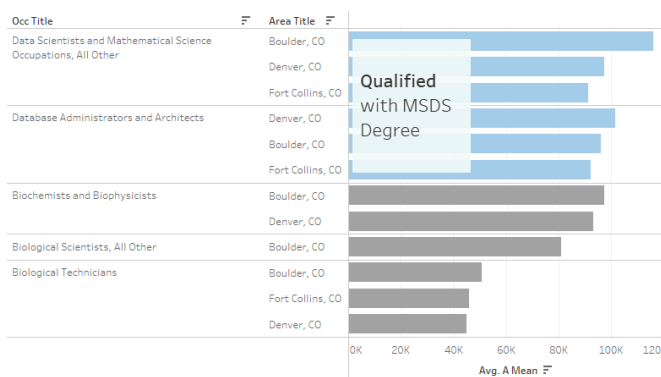 Occ Title Area Title
Data Scientists and Mathematical Science Boulder, CO
Occupations, All Other
Denver, CO
Fort Collins, CO
Qualified
with MSDS
Degree
Database Administrators and Architects Denver, CO
Boulder, CO
Fort Collins, CO
Biochemists and Biophysicists Boulder, CO
Denver, CO
Biological Scientists, All Other Boulder, CO
Biological Technicians Boulder, CO
Fort Collins, CO
Denver, CO
0K 20K 40K 60K 80K 100K 120
Avg. A Mean